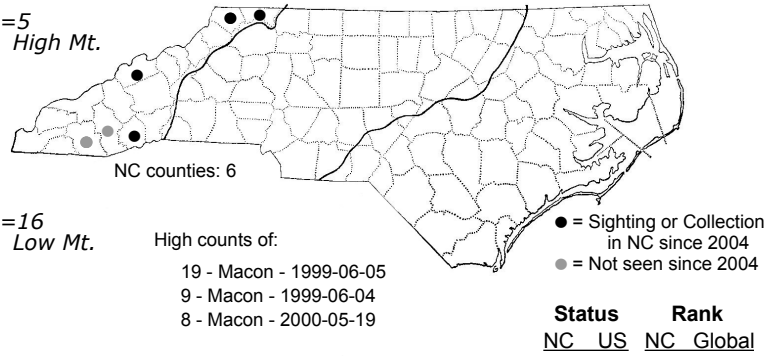 =5
High Mt.
NC counties: 6
=16
Low Mt.
High counts of:
19 - Macon - 1999-06-05
9 - Macon - 1999-06-04
8 - Macon - 2000-05-19
● = Sighting or Collection
in NC since 2004
● = Not seen since 2004
Status Rank
NC US NC Global